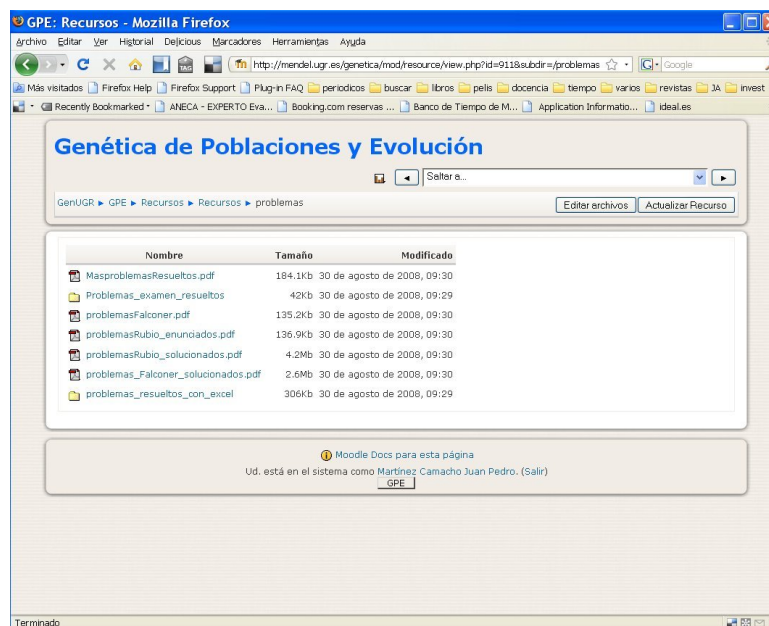 GPE: Recursos - Mozilla Firefox
Archivo Editar Ver Historial Delicious Marcadores Herramientas Ayuda
TAG http://mendel.ugr.es/genetica/mod/resource/view.php?id=911&subdir=/problemas G Google
Más visitados Firefox Help Firefox Support Plug-in FAQ periodicos buscar libros pelis docencia tiempo varios revistas JA invest
Recently Bookmarked ANECA - EXPERTO Eva... Booking.com reservas ... Banco de Tiempo de M... Application Informatio... ideal.es
Genética de Poblaciones y Evolución
Saltar a...
GenUGR ► GPE ► Recursos ► Recursos ► problemas Editar archivos Actualizar Recurso
Nombre Tamaño Modificado
MasproblemasResueltos.pdf 184.1Kb 30 de agosto de 2008, 09:30
Problemas_examen_resueltos 42Kb 30 de agosto de 2008, 09:29
problemasFalconer.pdf 135.2Kb 30 de agosto de 2008, 09:30
problemasRubio_enunciados.pdf 136.9Kb 30 de agosto de 2008, 09:30
problemasRubio_solucionados.pdf 4.2Mb 30 de agosto de 2008, 09:30
problemas_Falconer_solucionados.pdf 2.6Mb 30 de agosto de 2008, 09:30
problemas_resueltos_con_excel 306Kb 30 de agosto de 2008, 09:29
Moodle Docs para esta página
Ud. está en el sistema como Martínez Camacho Juan Pedro. (Salir)
GPE
Terminado